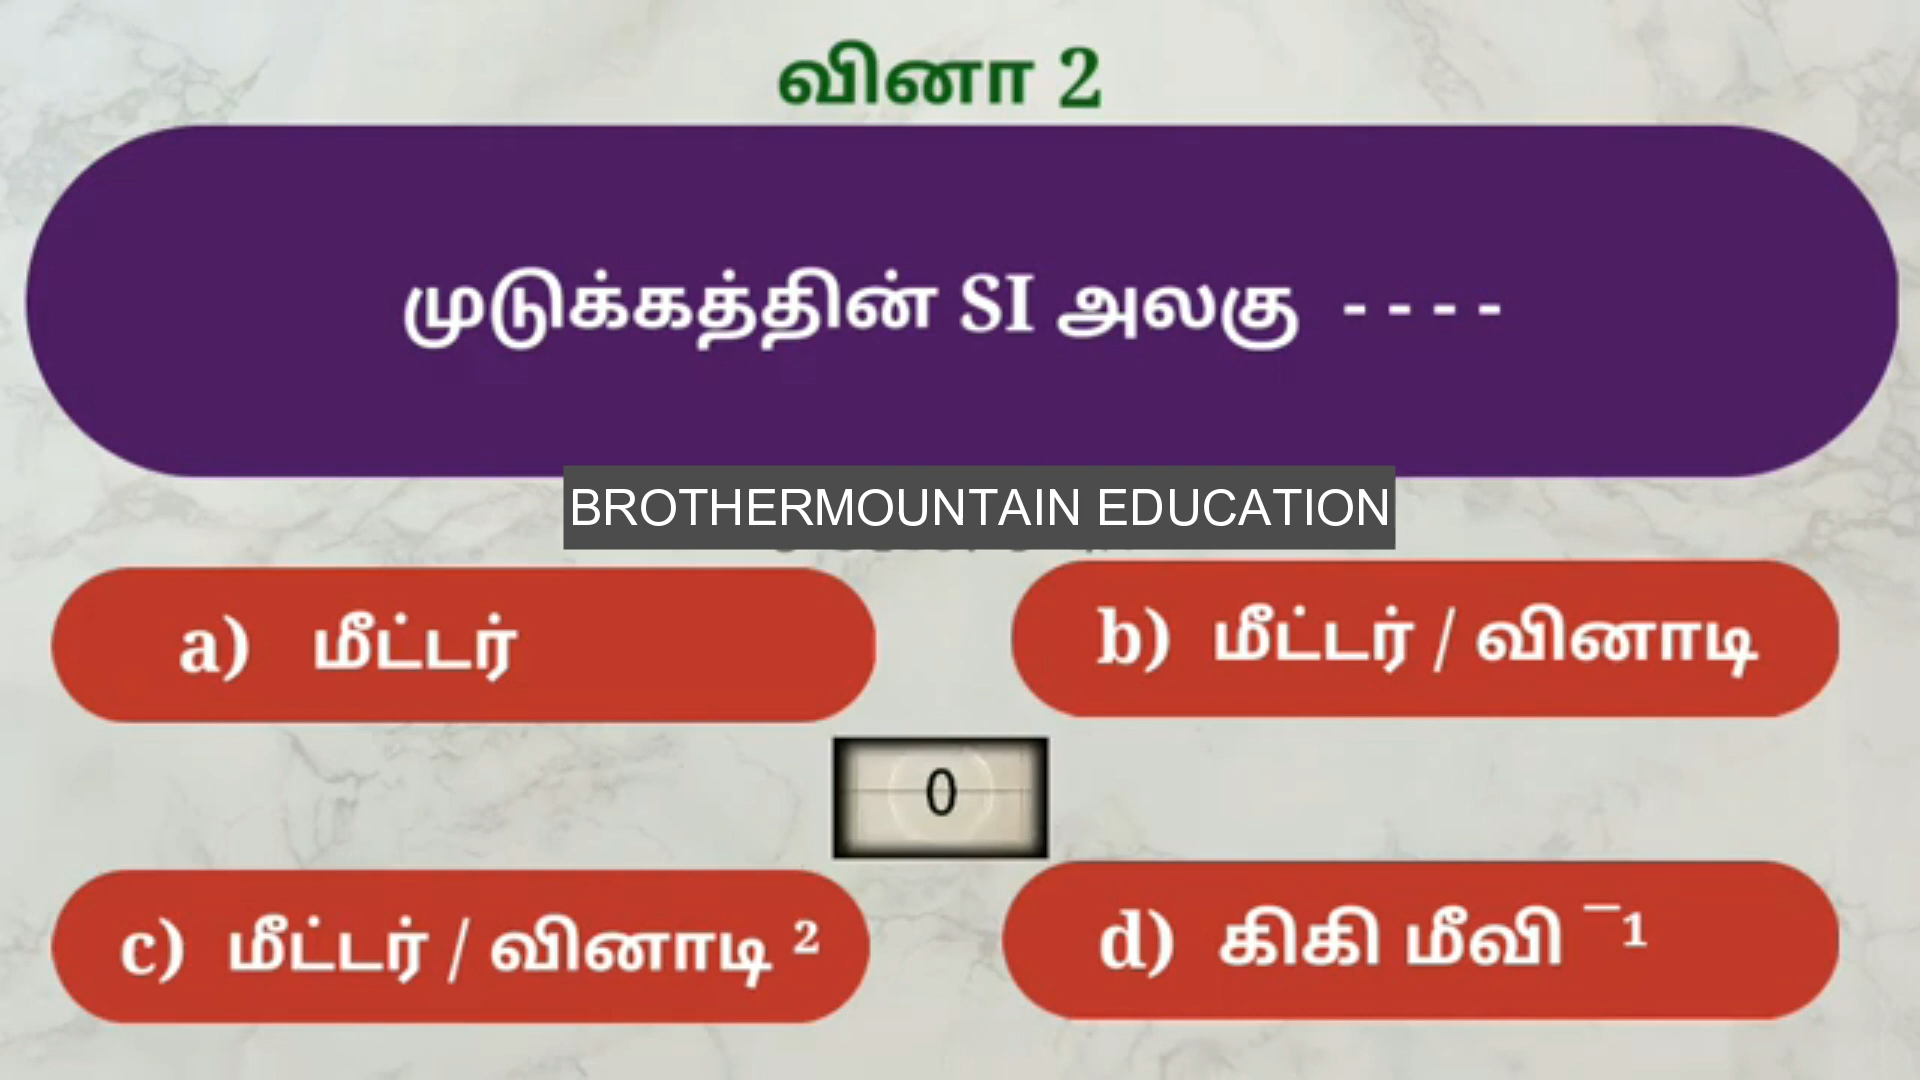 வினா 2
முடுக்கத்தின் SI அலகு - - - -
BROTHERMOUNTAIN EDUCATION
a) மீட்டர்
b) மீட்டர் / வினாடி
0
c) மீட்டர் / வினாடி ²
d) கிகி மீவி ⁻¹